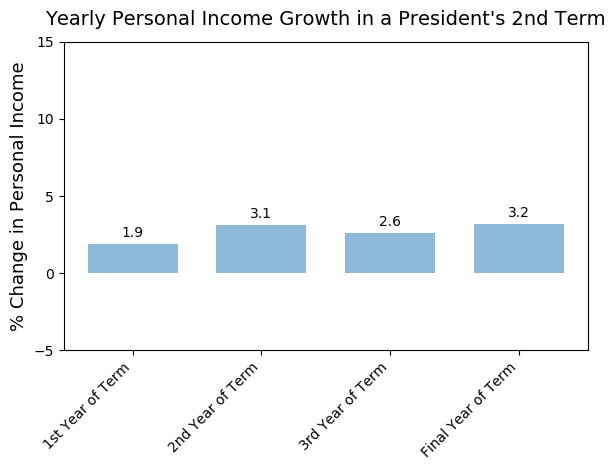 Yearly Personal Income Growth in a President's 2nd Term
% Change in Personal Income
15
10
5
0
−5
1.9
3.1
2.6
3.2
1st Year of Term
2nd Year of Term
3rd Year of Term
Final Year of Term